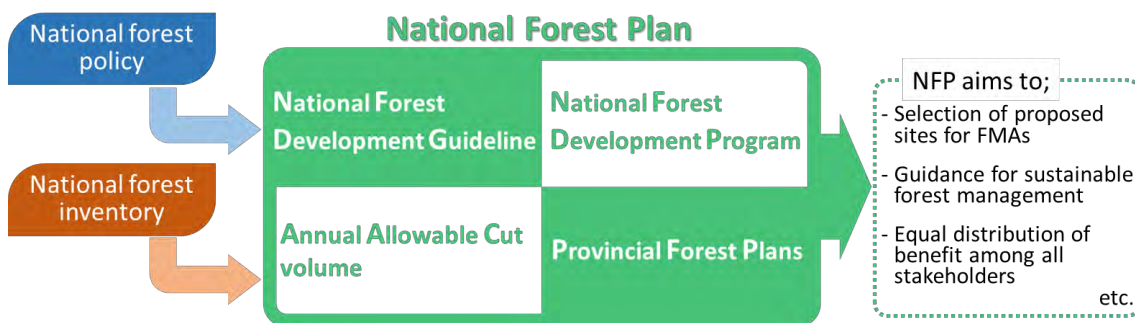 National Forest Plan
National forest
policy
National forest
inventory
National Forest
Development Guideline
National Forest
Development Program
Annual Allowable Cut
volume
Provincial Forest Plans
NFP aims to;
- Selection of proposed
sites for FMAs
- Guidance for sustainable
forest management
- Equal distribution of
benefit among all
stakeholders
etc.